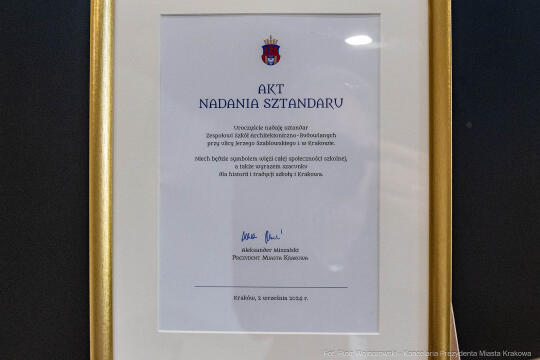 AKT
NADANIA SZTANDARU
Uroczyście nadaję sztandar
Zespołowi Szkół Architektoniczno-Budowlanych
przy ulicy Jerzego Szablowskiego 1 w Krakowie.
Niech będzie symbolem więzi całej społeczności szkolnej,
a także wyrazem szacunku
dla historii i tradycji szkoły i Krakowa.
Aleksander Miszalski
Prezydent Miasta Krakowa
Kraków, 2 września 2024 r.
Fot. Piotr Wojnarowski - Kancelaria Prezydenta Miasta Krakowa